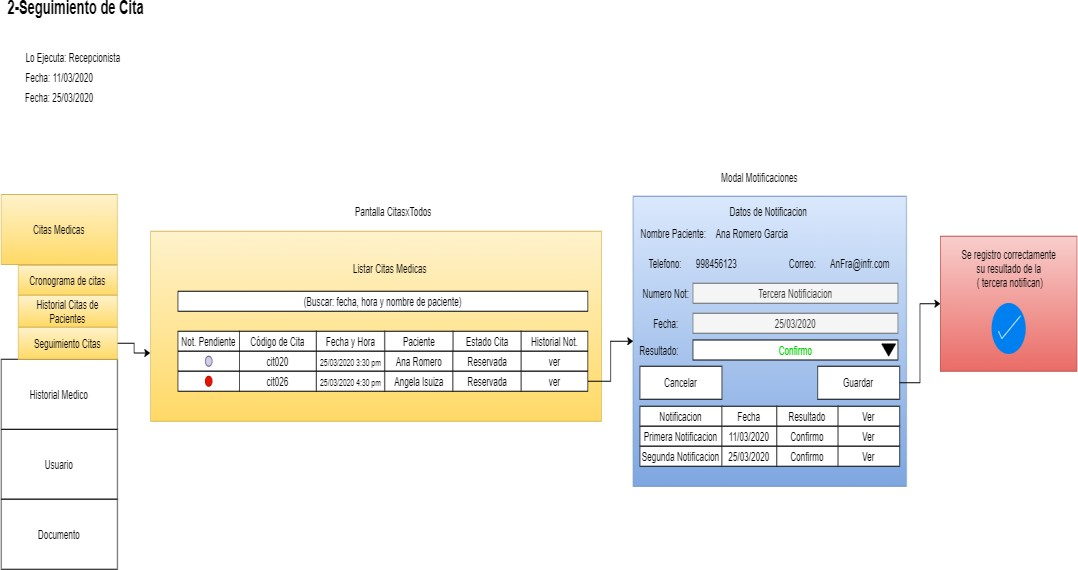 2-Seguimiento de Cita
Lo Ejecuta: Recepcionista
Fecha: 11/03/2020
Fecha: 25/03/2020
Citas Medicas
Cronograma de citas
Historial Citas de
Pacientes
Seguimiento Citas
Historial Medico
Usuario
Documento
Pantalla CitasxTodos
Listar Citas Medicas
(Buscar: fecha, hora y nombre de paciente)
Not. Pendiente Código de Cita Fecha y Hora Paciente Estado Cita Historial Not.
cit020 25/03/2020 3:30 pm Ana Romero Reservada ver
cit026 25/03/2020 4:30 pm Angela Isuiza Reservada ver
Modal Motificaciones
Datos de Notificacion
Nombre Paciente: Ana Romero Garcia
Telefono: 998456123 Correo: AnFra@infr.com
Numero Not: Tercera Notificiacion
Fecha: 25/03/2020
Resultado: Confirmo
Cancelar Guardar
Notificacion Fecha Resultado Ver
Primera Notificacion 11/03/2020 Confirmo Ver
Segunda Notificacion 25/03/2020 Confirmo Ver
Se registro correctamente
su resultado de la
( tercera notifican)